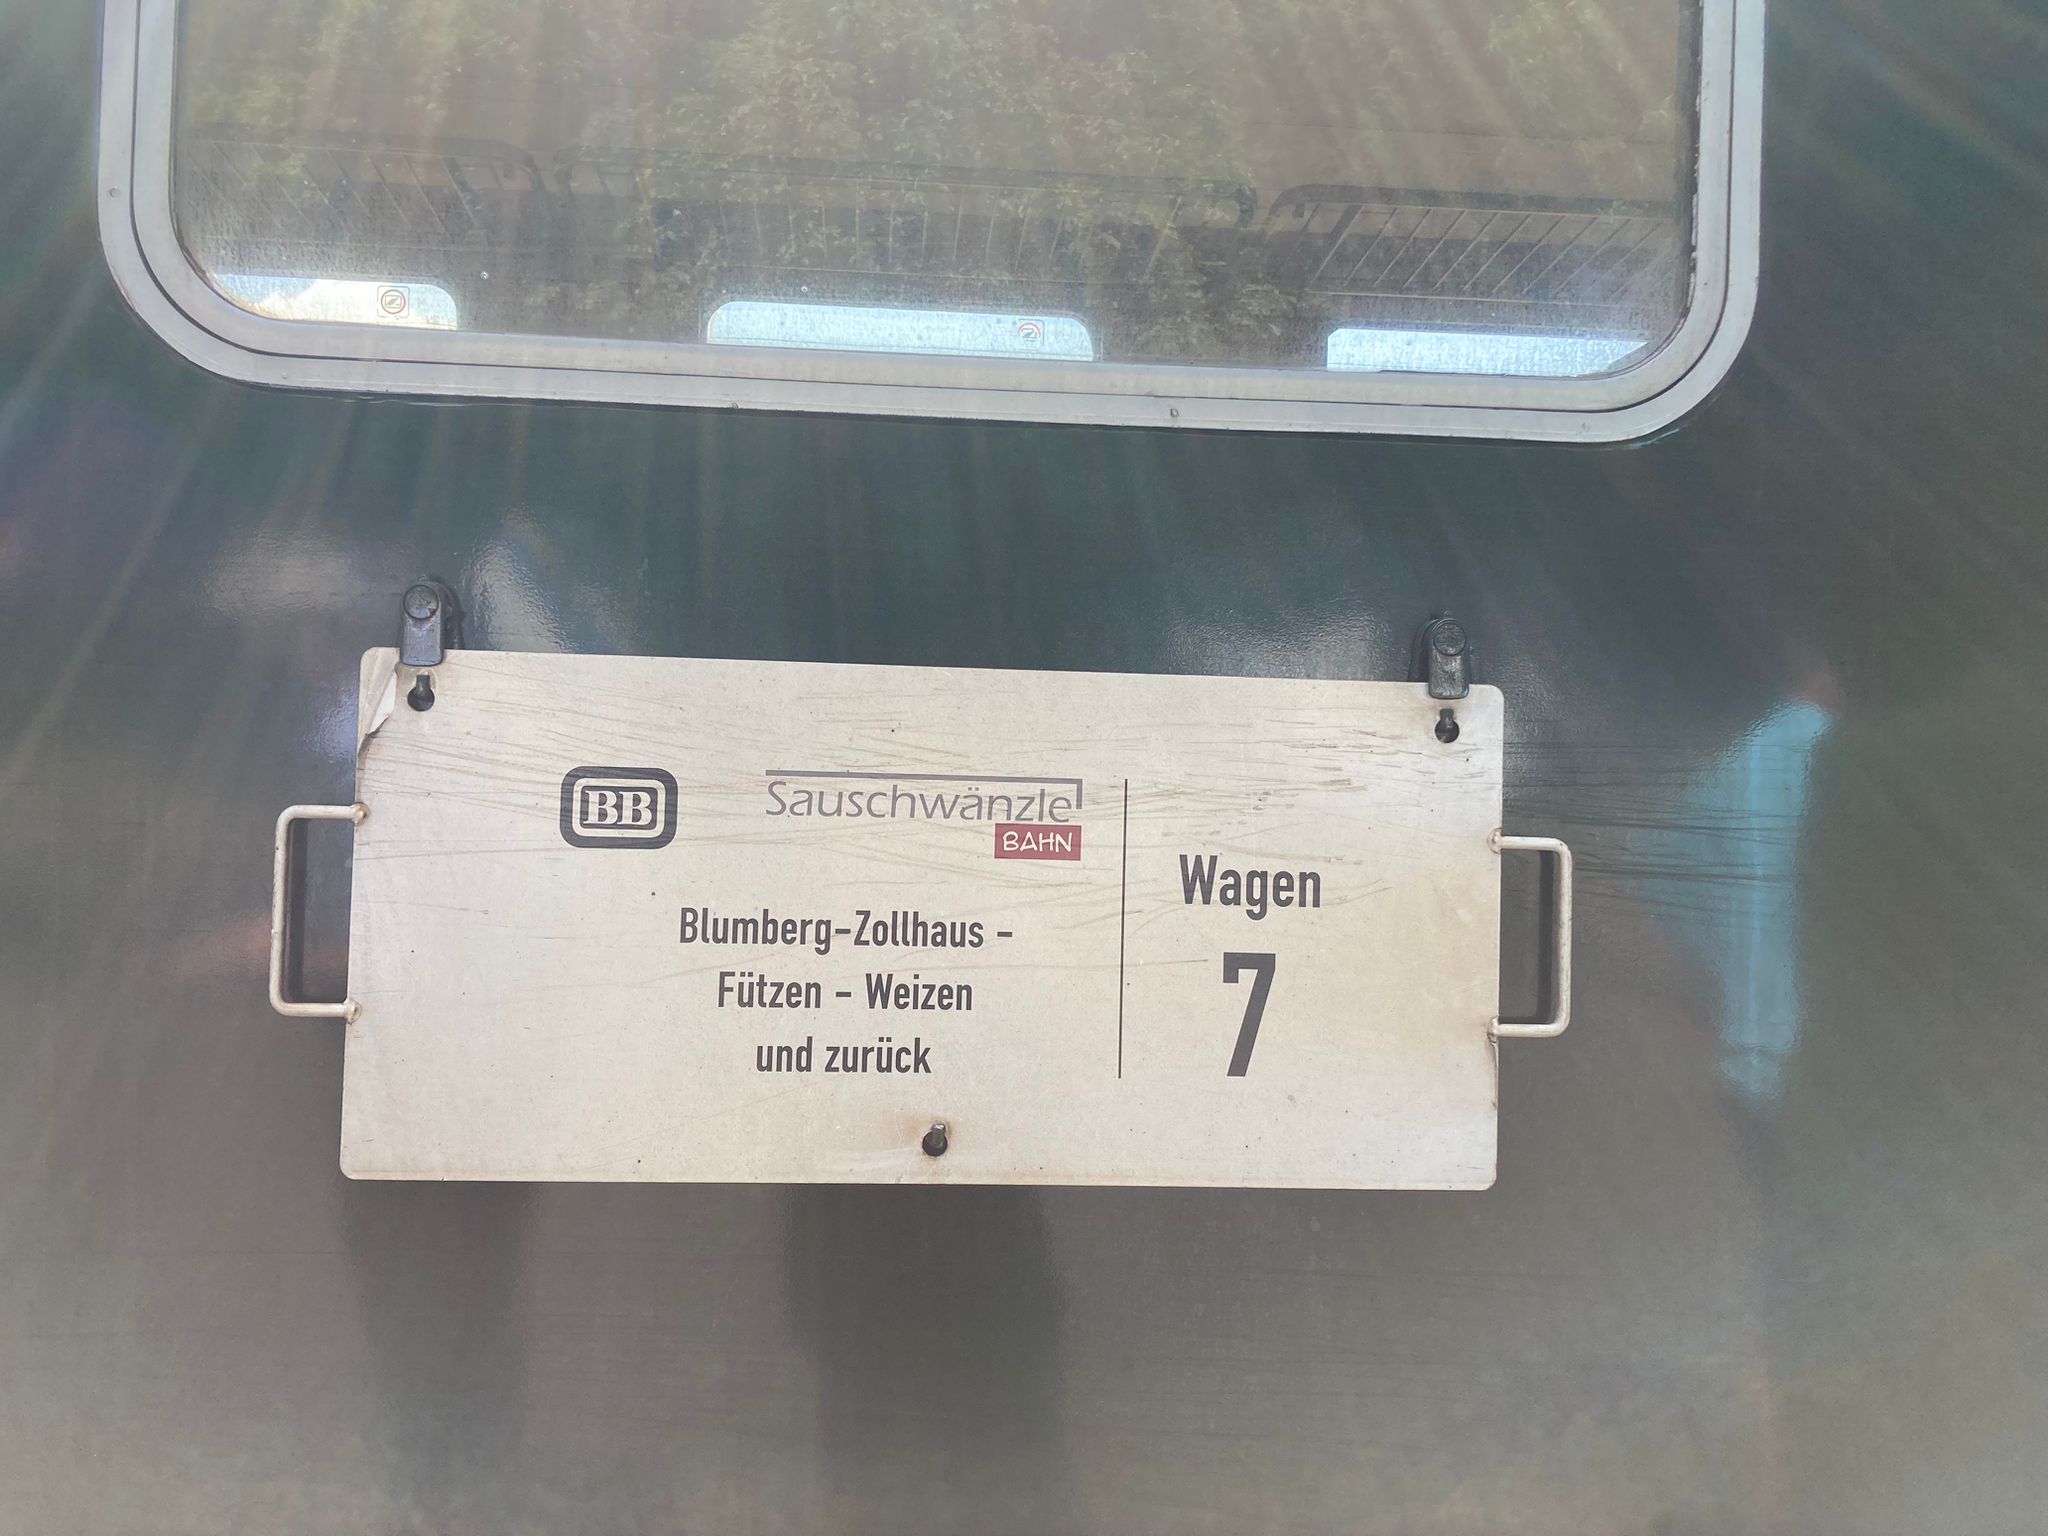 BB
Sauschwänzle
BAHN
Blumberg-Zollhaus -
Fützen - Weizen
und zurück
Wagen
7